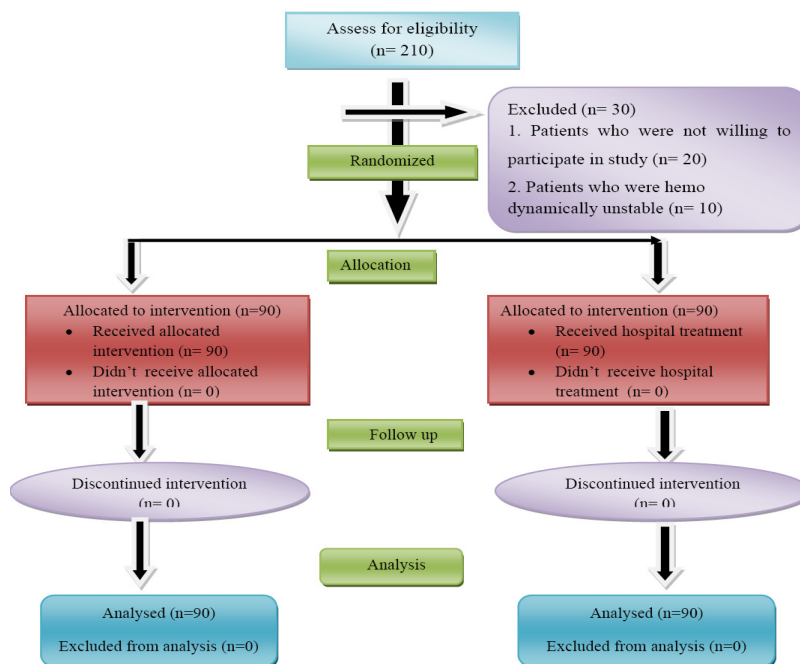 Assess for eligibility
(n= 210)
Excluded (n= 30)
1. Patients who were not willing to
participate in study (n= 20)
2. Patients who were hemo
dynamically unstable (n= 10)
Randomized
Allocation
Allocated to intervention (n=90)
• Received allocated
intervention (n= 90)
• Didn’t receive allocated
intervention (n= 0)
Allocated to intervention (n=90)
• Received hospital treatment
(n= 90)
• Didn’t receive hospital
treatment (n= 0)
Follow up
Discontinued intervention
(n= 0)
Discontinued intervention
(n= 0)
Analysis
Analysed (n=90)
Excluded from analysis (n=0)
Analysed (n=90)
Excluded from analysis (n=0)